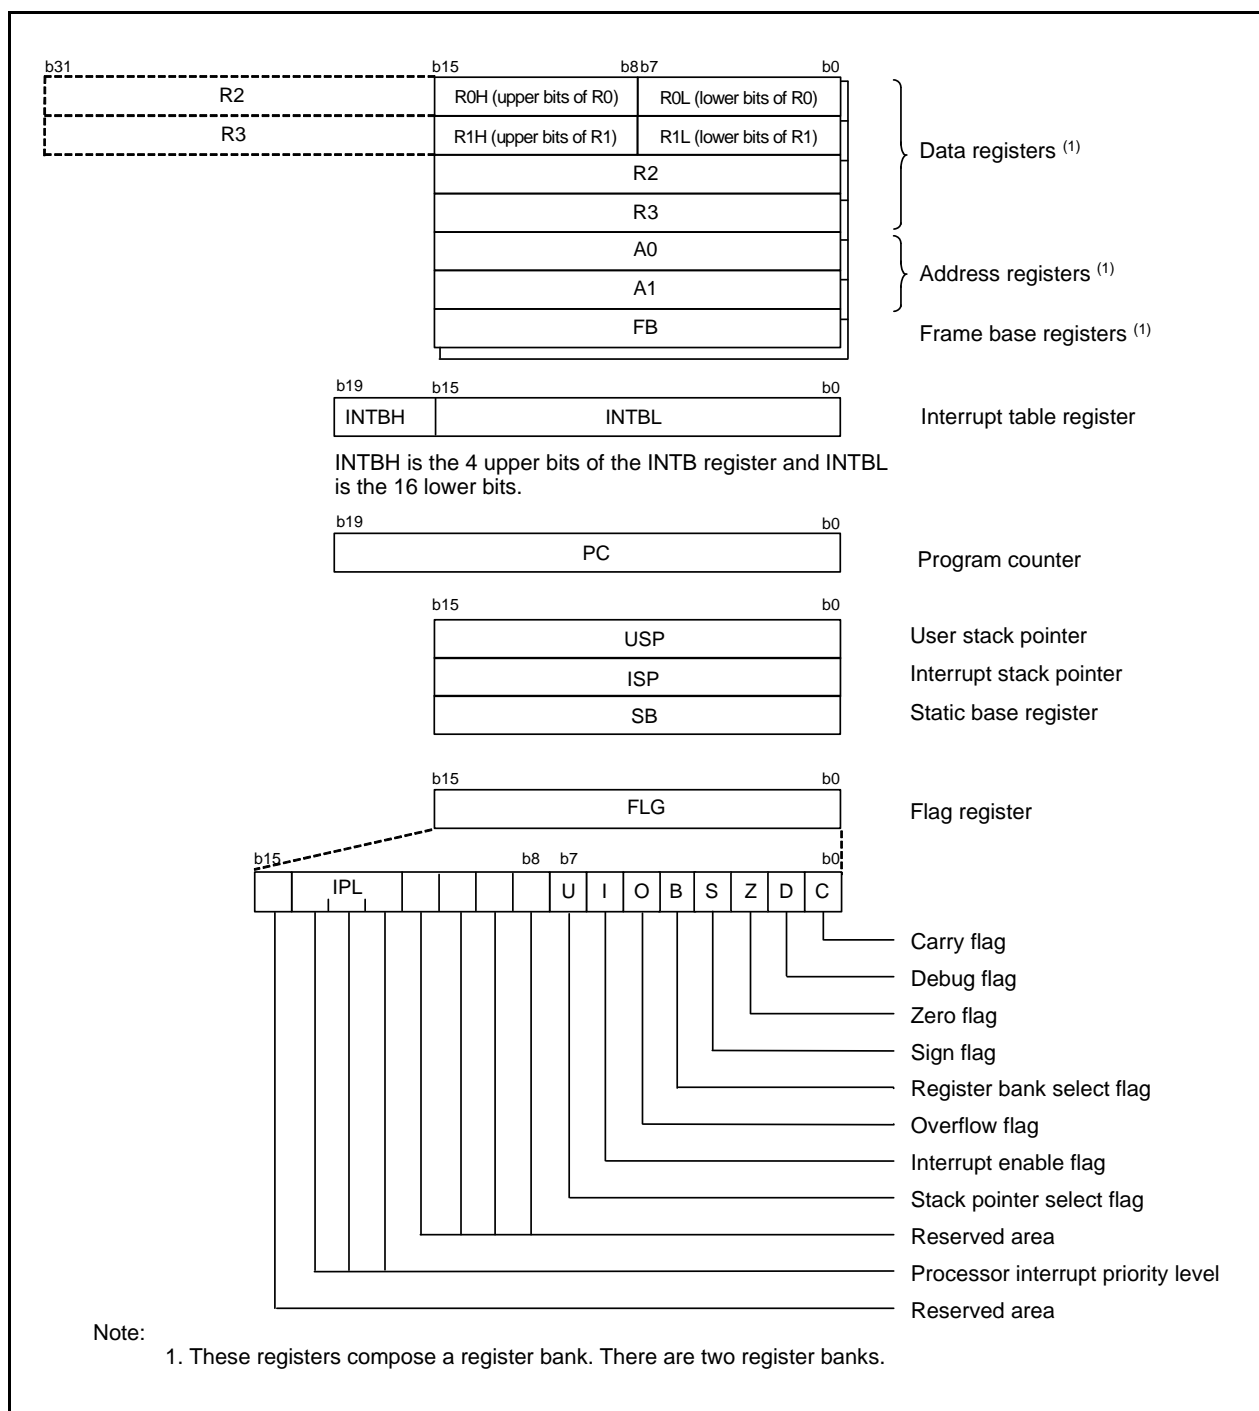 b31 b15 b8b7 b0
R2 R0H (upper bits of R0) R0L (lower bits of R0)
R3 R1H (upper bits of R1) R1L (lower bits of R1)
Data registers (1)
R2
R3
A0
Address registers (1)
A1
FB Frame base registers (1)
b19 b15 b0
INTBH INTBL Interrupt table register
INTBH is the 4 upper bits of the INTB register and INTBL
is the 16 lower bits.
b19 b0
PC Program counter
b15 b0
USP User stack pointer
ISP Interrupt stack pointer
SB Static base register
b15 b0
FLG Flag register
b15 b8 b7 b0
IPL U I O B S Z D C
Carry flag
Debug flag
Zero flag
Sign flag
Register bank select flag
Overflow flag
Interrupt enable flag
Stack pointer select flag
Reserved area
Processor interrupt priority level
Reserved area
Note:
1. These registers compose a register bank. There are two register banks.